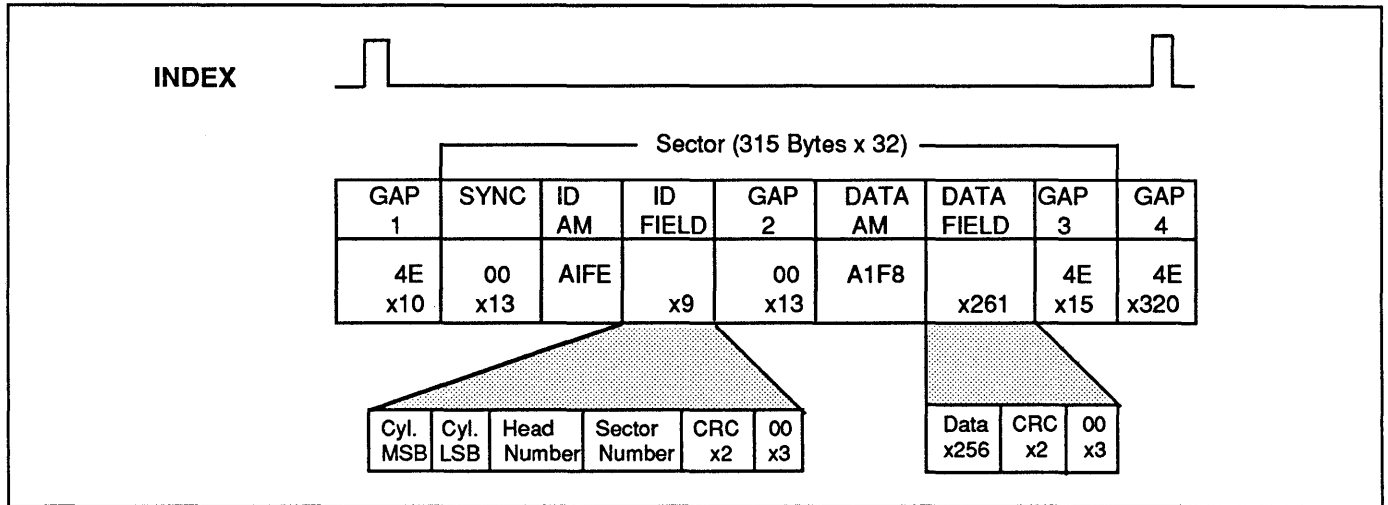 INDEX
Sector (315 Bytes x 32)
GAP 1 SYNC ID AM ID FIELD GAP 2 DATA AM DATA FIELD GAP 3 GAP 4
4E x10 00 x13 AIFE x9 00 x13 A1F8 x261 4E x15 4E x320
Cyl. MSB Cyl. LSB Head Number Sector Number CRC x2 00 x3
Data x256 CRC x2 00 x3